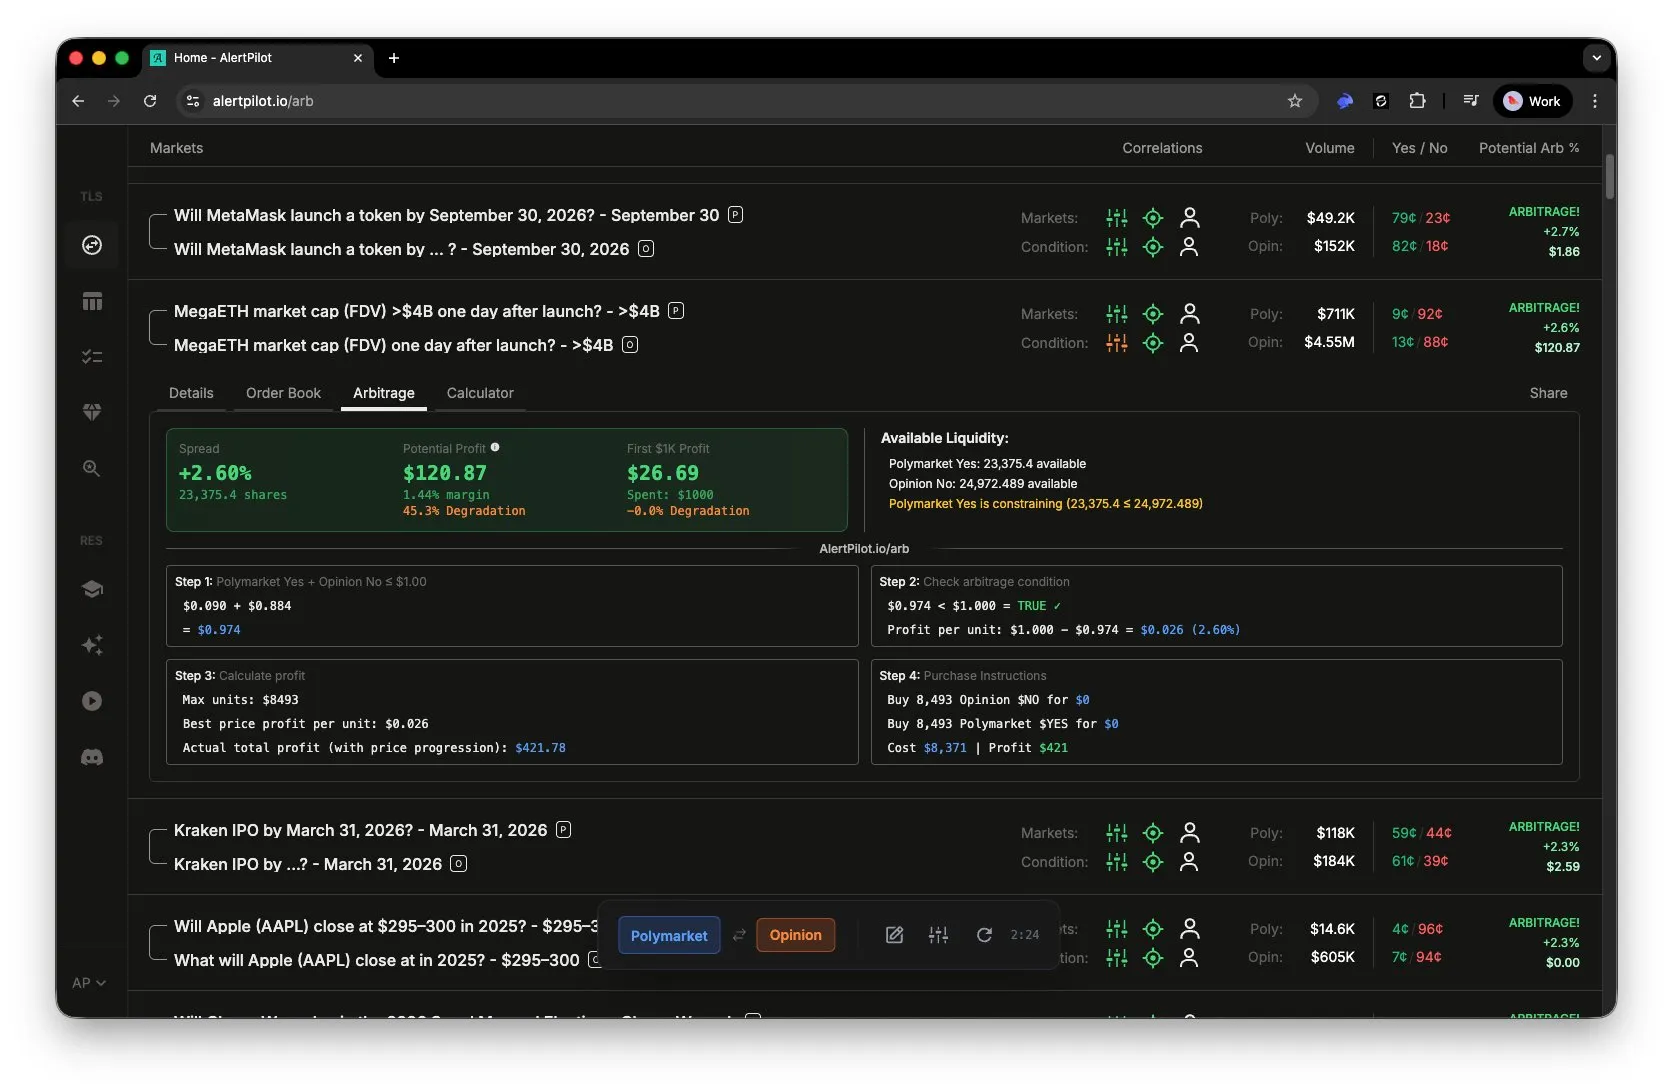 Home - AlertPilot
alertpilot.io/arb
Work
Markets
Correlations
Volume
Yes / No
Potential Arb %
TLS
RES
AP
Will MetaMask launch a token by September 30, 2026? - September 30 P
Will MetaMask launch a token by ... ? - September 30, 2026 O
Markets:
Condition:
Poly: $49.2K 79¢/23¢
Opin: $152K 82¢/18¢
ARBITRAGE!
+2.7%
$1.86
MegaETH market cap (FDV) >$4B one day after launch? - >$4B P
MegaETH market cap (FDV) one day after launch? - >$4B O
Markets:
Condition:
Poly: $711K 9¢/92¢
Opin: $4.55M 13¢/88¢
ARBITRAGE!
+2.6%
$120.87
Details
Order Book
Arbitrage
Calculator
Share
Spread
+2.60%
23,375.4 shares
Potential Profit
$120.87
1.44% margin
45.3% Degradation
First $1K Profit
$26.69
Spent: $1000
-0.0% Degradation
Available Liquidity:
Polymarket Yes: 23,375.4 available
Opinion No: 24,972.489 available
Polymarket Yes is constraining (23,375.4 ≤ 24,972.489)
AlertPilot.io/arb
Step 1: Polymarket Yes + Opinion No ≤ $1.00
$0.090 + $0.884
= $0.974
Step 2: Check arbitrage condition
$0.974 < $1.000 = TRUE ✓
Profit per unit: $1.000 − $0.974 = $0.026 (2.60%)
Step 3: Calculate profit
Max units: $8493
Best price profit per unit: $0.026
Actual total profit (with price progression): $421.78
Step 4: Purchase Instructions
Buy 8,493 Opinion $NO for $0
Buy 8,493 Polymarket $YES for $0
Cost $8,371 | Profit $421
Kraken IPO by March 31, 2026? - March 31, 2026 P
Kraken IPO by ...? - March 31, 2026 O
Markets:
Condition:
Poly: $118K 59¢/44¢
Opin: $184K 61¢/39¢
ARBITRAGE!
+2.3%
$2.59
Will Apple (AAPL) close at $295–300 in 2025? - $295–3
What will Apple (AAPL) close at in 2025? - $295–300
ts:
tion:
Poly: $14.6K 4¢/96¢
Opin: $605K 7¢/94¢
ARBITRAGE!
+2.3%
$0.00
Polymarket
Opinion
2:24
ARBITRAGE!